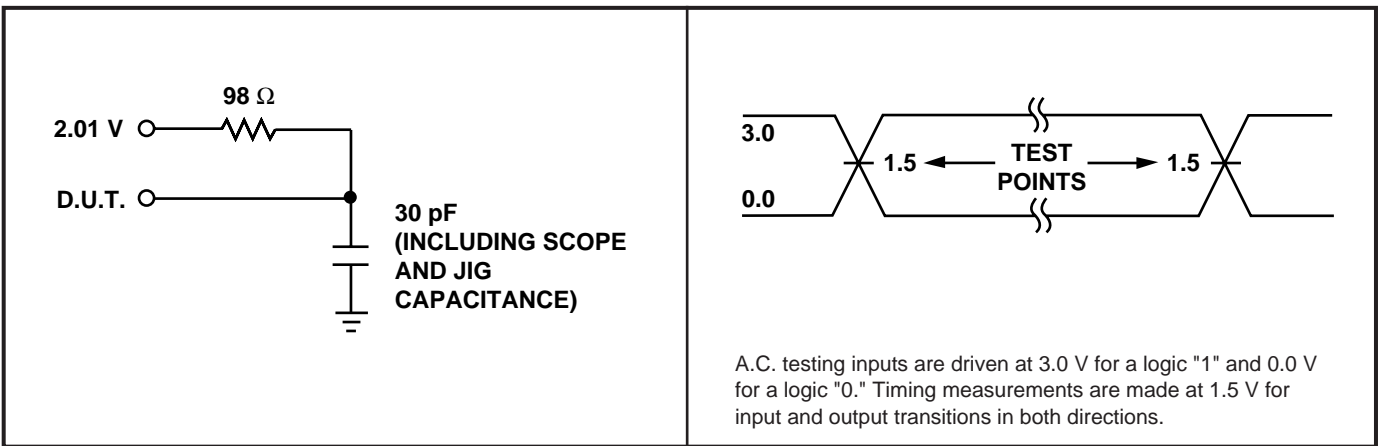 98 Ω
2.01 V
D.U.T.
30 pF
(INCLUDING SCOPE
AND JIG
CAPACITANCE)
3.0
0.0
1.5
TEST
POINTS
1.5
A.C. testing inputs are driven at 3.0 V for a logic "1" and 0.0 V
for a logic "0." Timing measurements are made at 1.5 V for
input and output transitions in both directions.